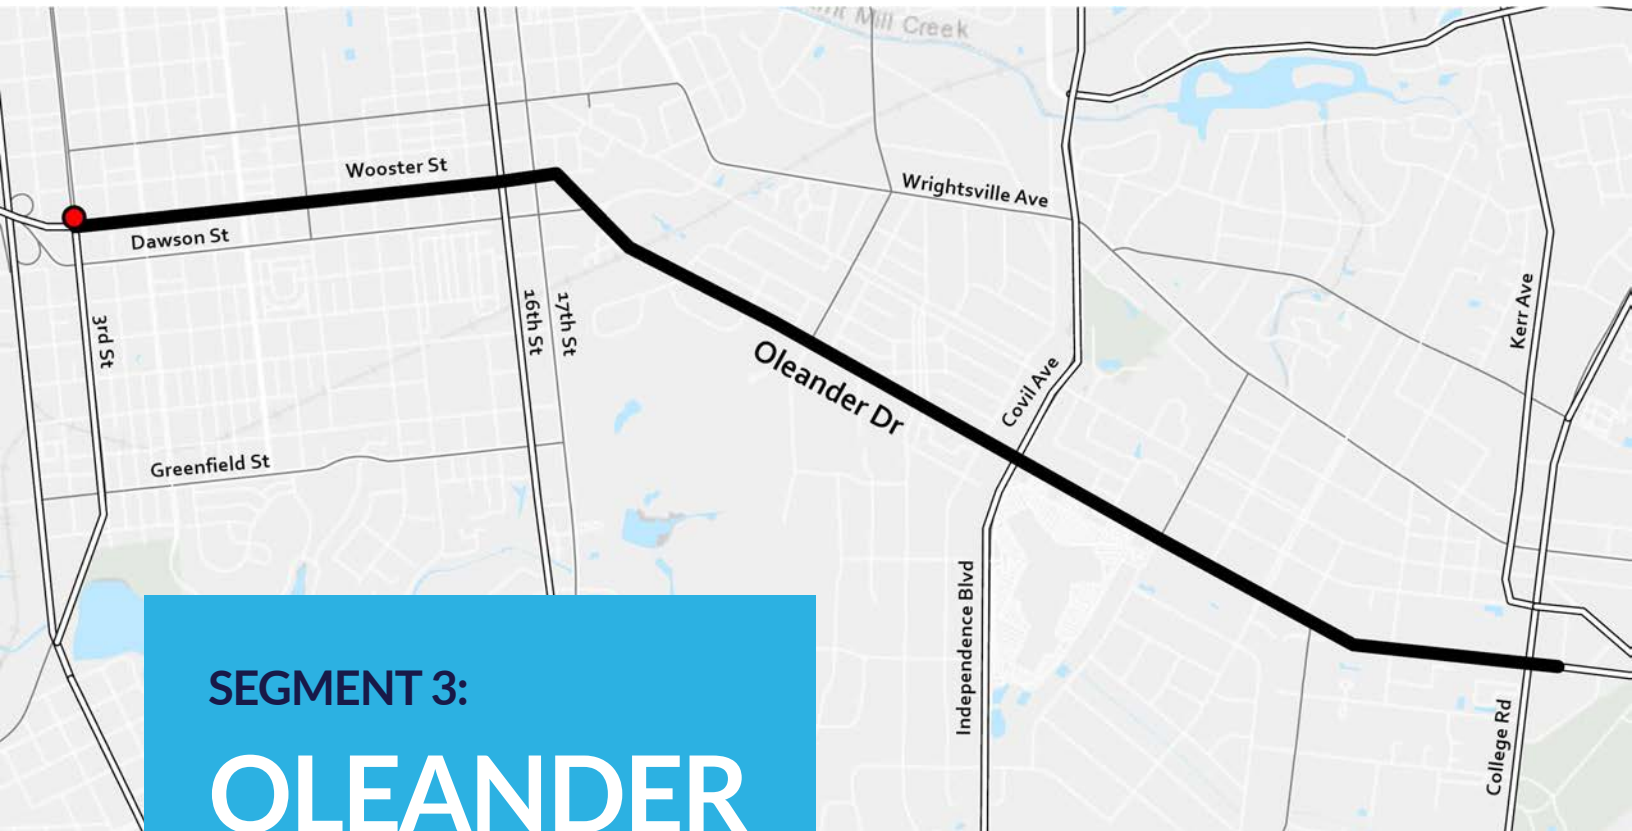 Mill Creek
Wooster St
Wrightsville Ave
Dawson St
3rd St
16th St
17th St
Kerr Ave
Oleander Dr
Covil Ave
Greenfield St
Independence Blvd
College Rd
SEGMENT 3:
OLEANDER